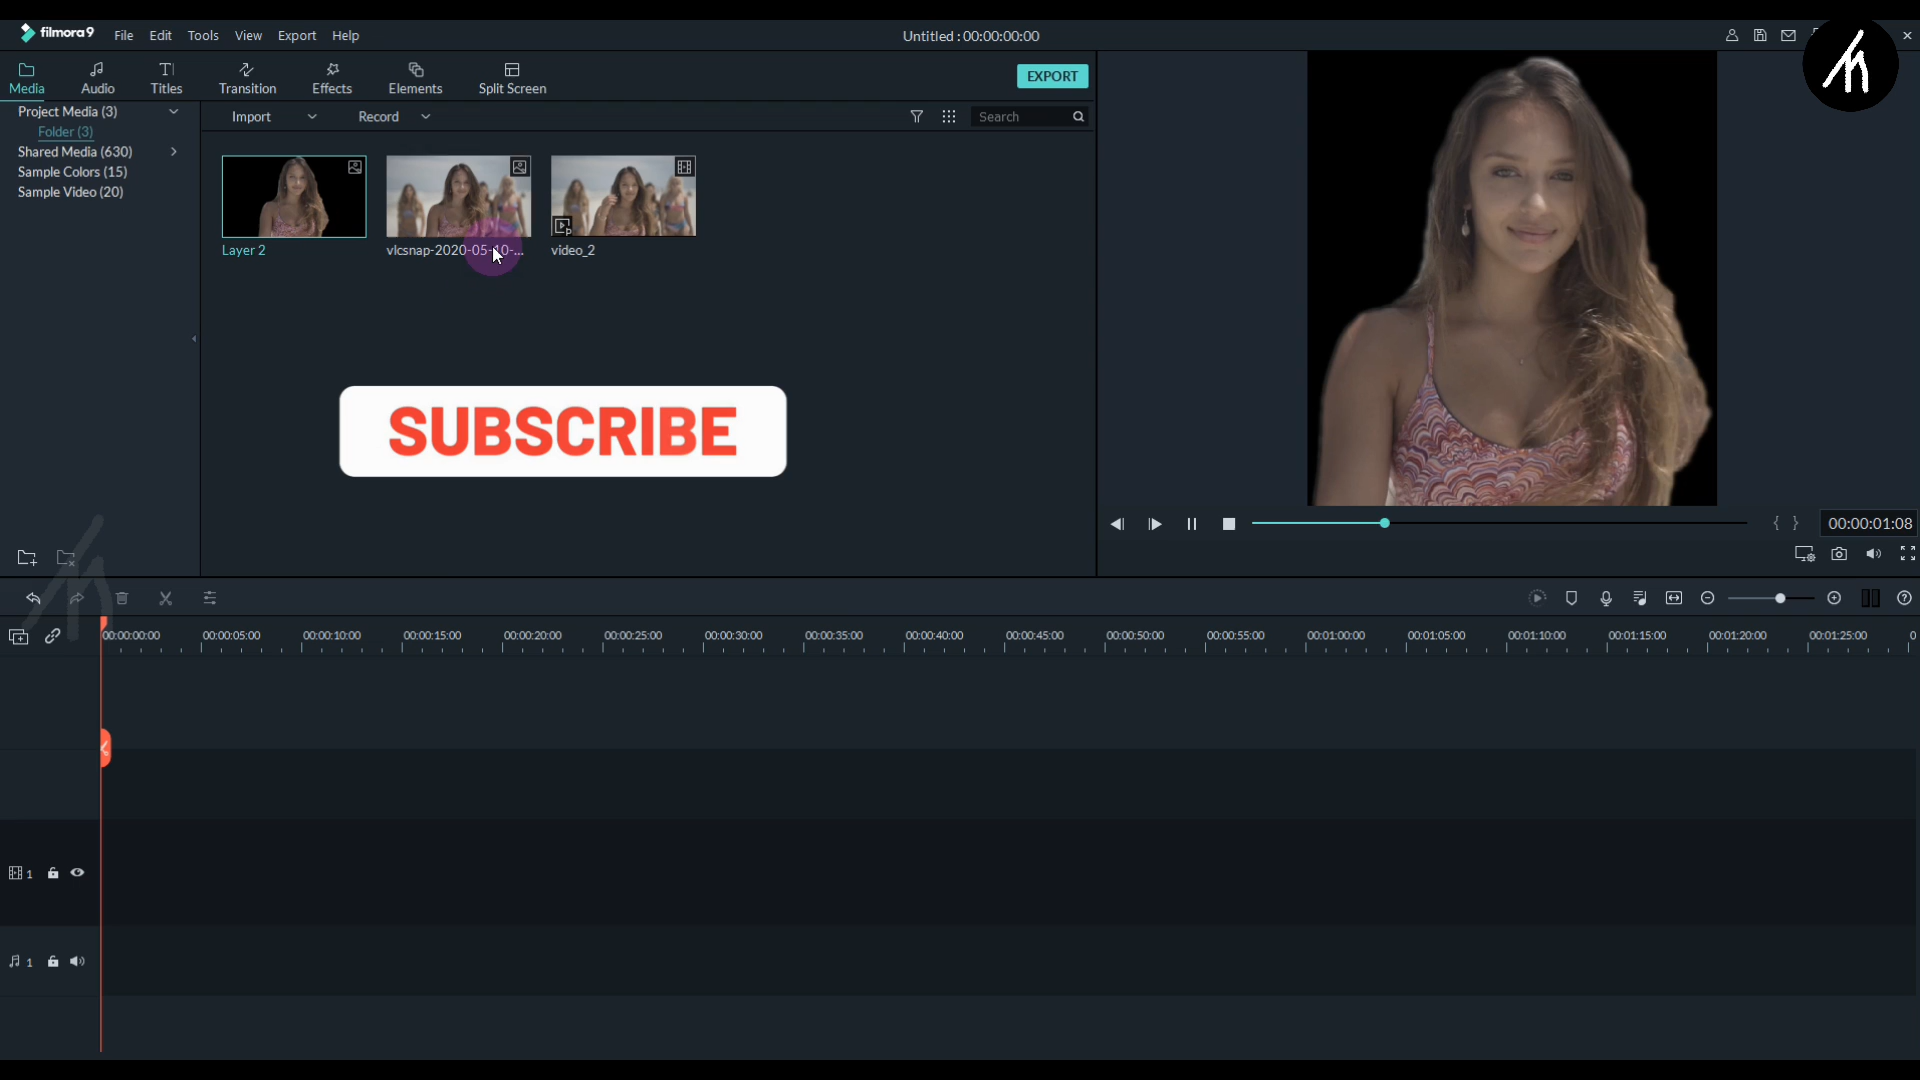 filmora9 File Edit Tools View Export Help Untitled : 00:00:00:00
Media Audio Titles Transition Effects Elements Split Screen EXPORT
Project Media (3) Import Record Search
Folder (3)
Shared Media (630)
Sample Colors (15)
Sample Video (20)
Layer 2 vlcsnap-2020-05-10-... video_2
SUBSCRIBE
00:00:01:08
00:00:00:00 00:00:05:00 00:00:10:00 00:00:15:00 00:00:20:00 00:00:25:00 00:00:30:00 00:00:35:00 00:00:40:00 00:00:45:00 00:00:50:00 00:00:55:00 00:01:00:00 00:01:05:00 00:01:10:00 00:01:15:00 00:01:20:00 00:01:25:00 0
1
1